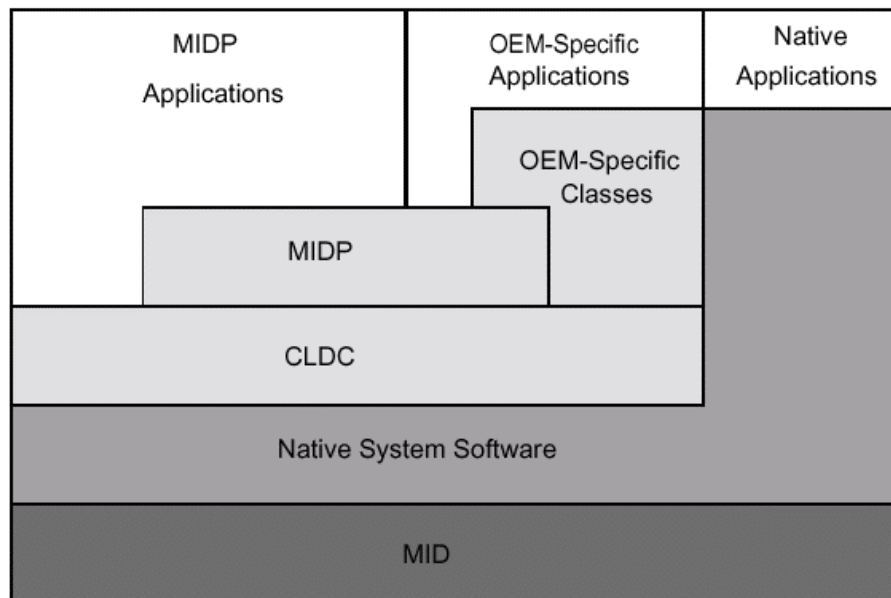 MIDP
Applications
OEM-Specific
Applications
Native
Applications
OEM-Specific
Classes
MIDP
CLDC
Native System Software
MID